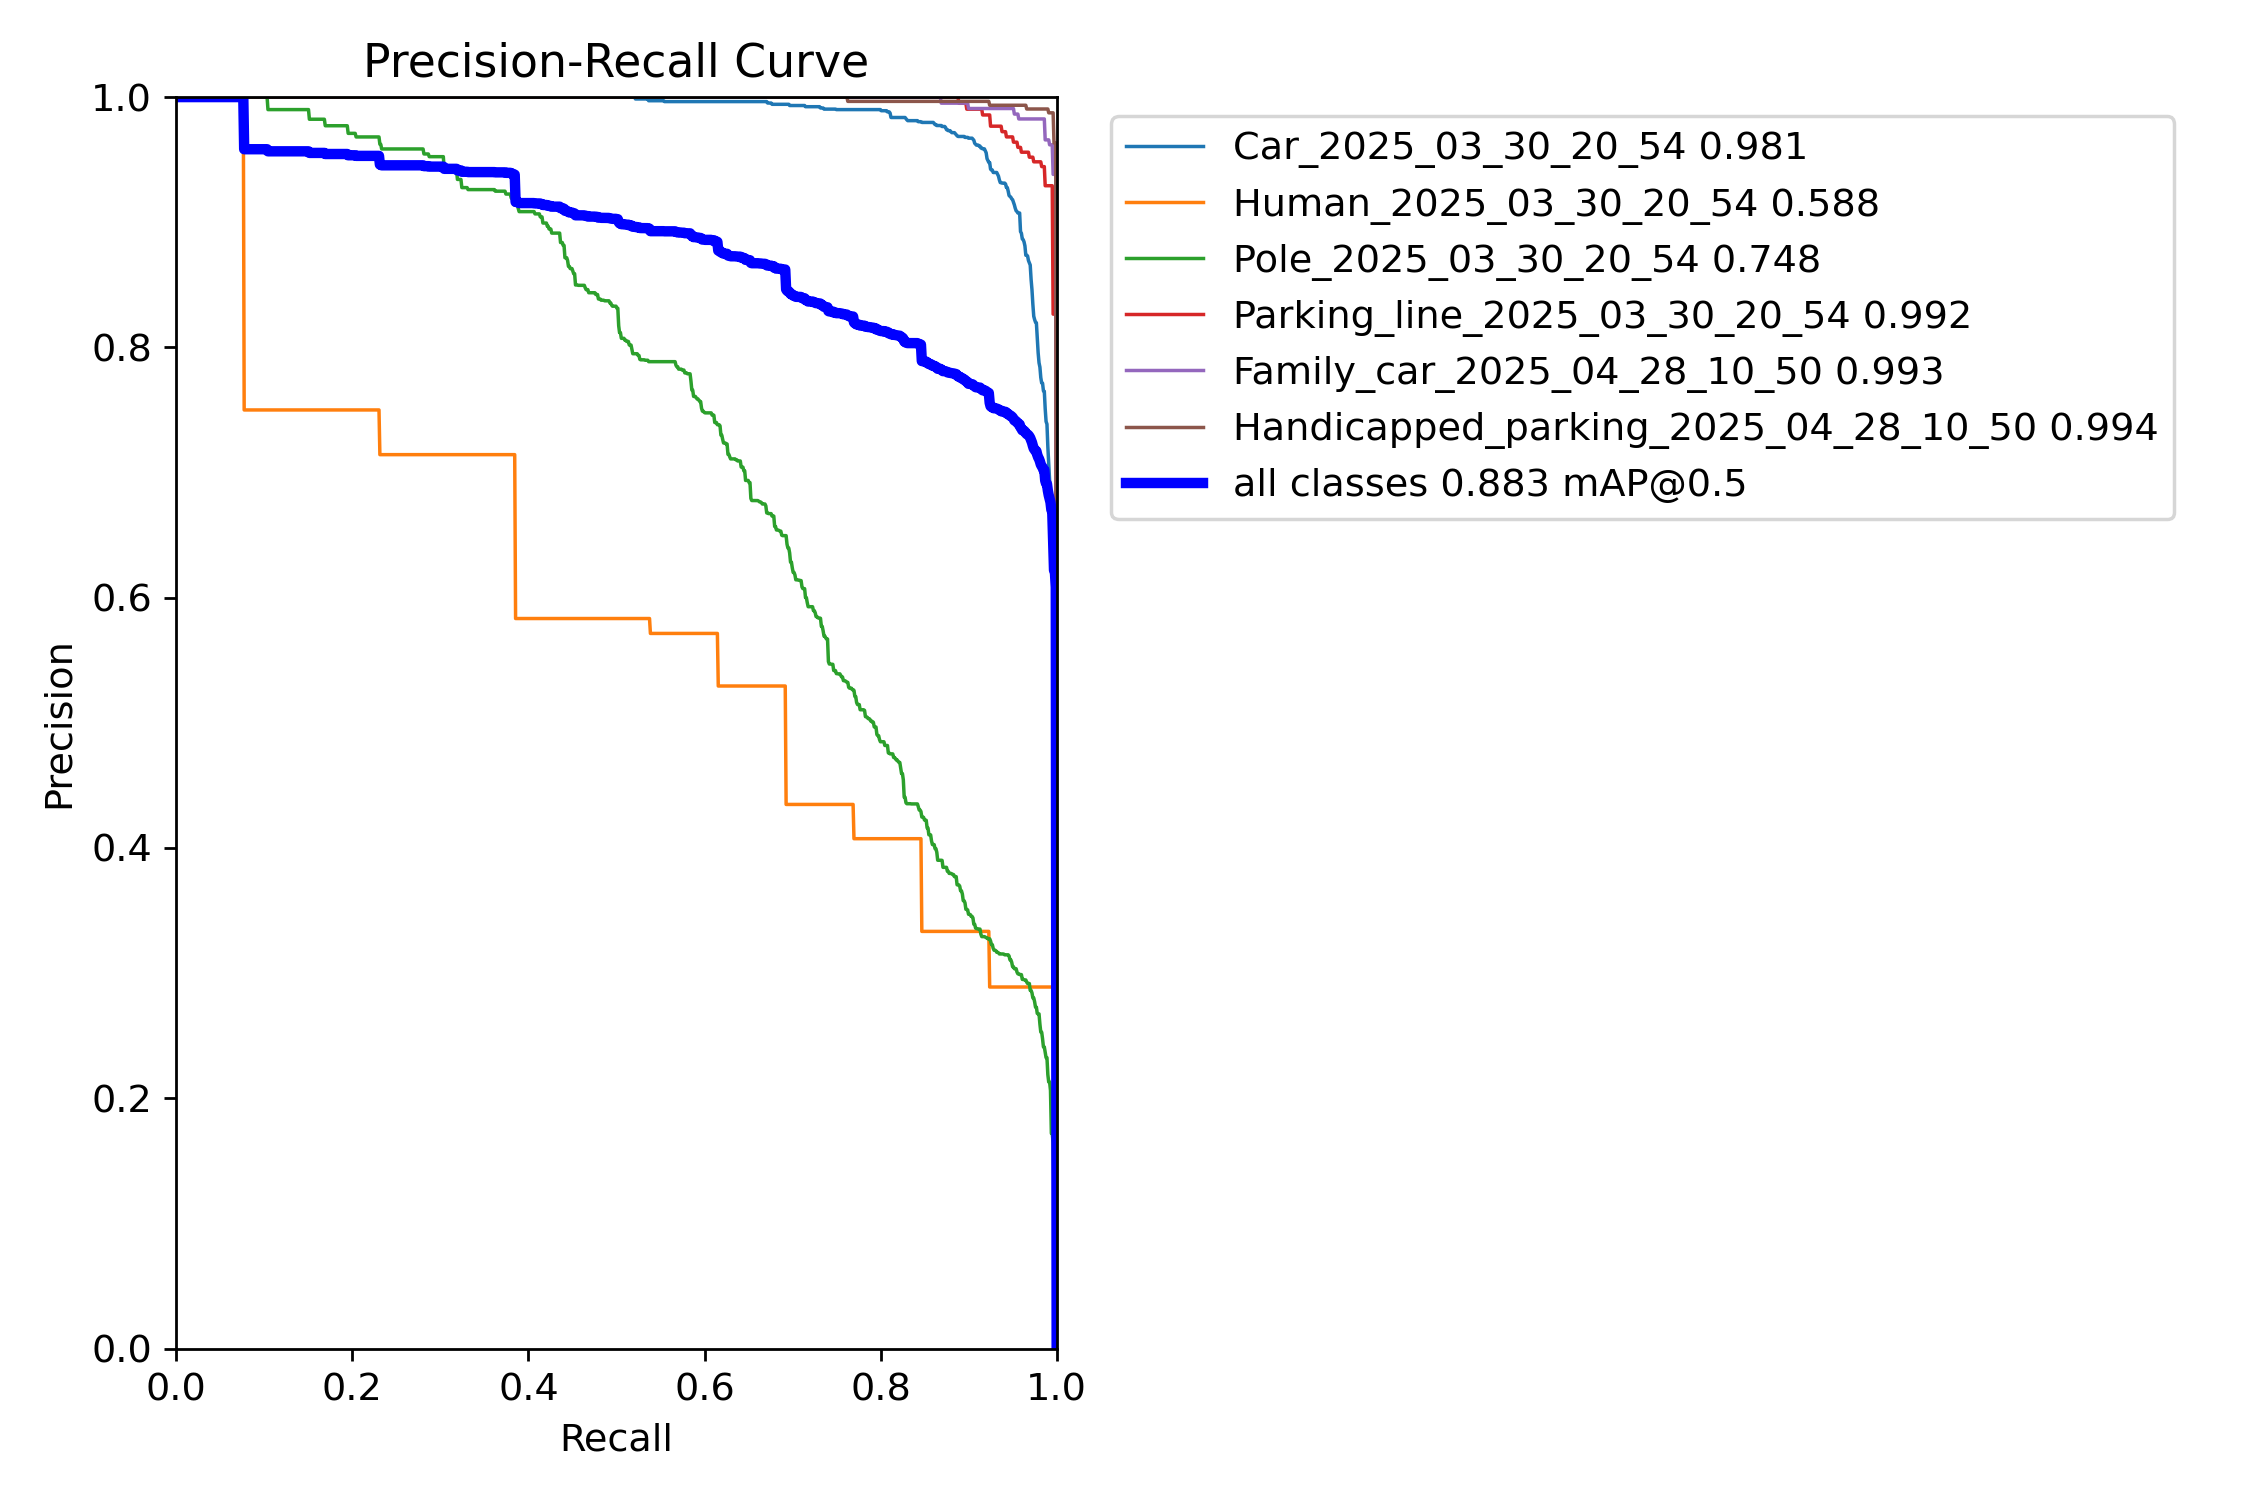 Precision-Recall Curve
1.0
0.8
0.6
0.4
0.2
0.0
Precision
0.0 0.2 0.4 0.6 0.8 1.0
Recall
Car_2025_03_30_20_54 0.981
Human_2025_03_30_20_54 0.588
Pole_2025_03_30_20_54 0.748
Parking_line_2025_03_30_20_54 0.992
Family_car_2025_04_28_10_50 0.993
Handicapped_parking_2025_04_28_10_50 0.994
all classes 0.883 mAP@0.5